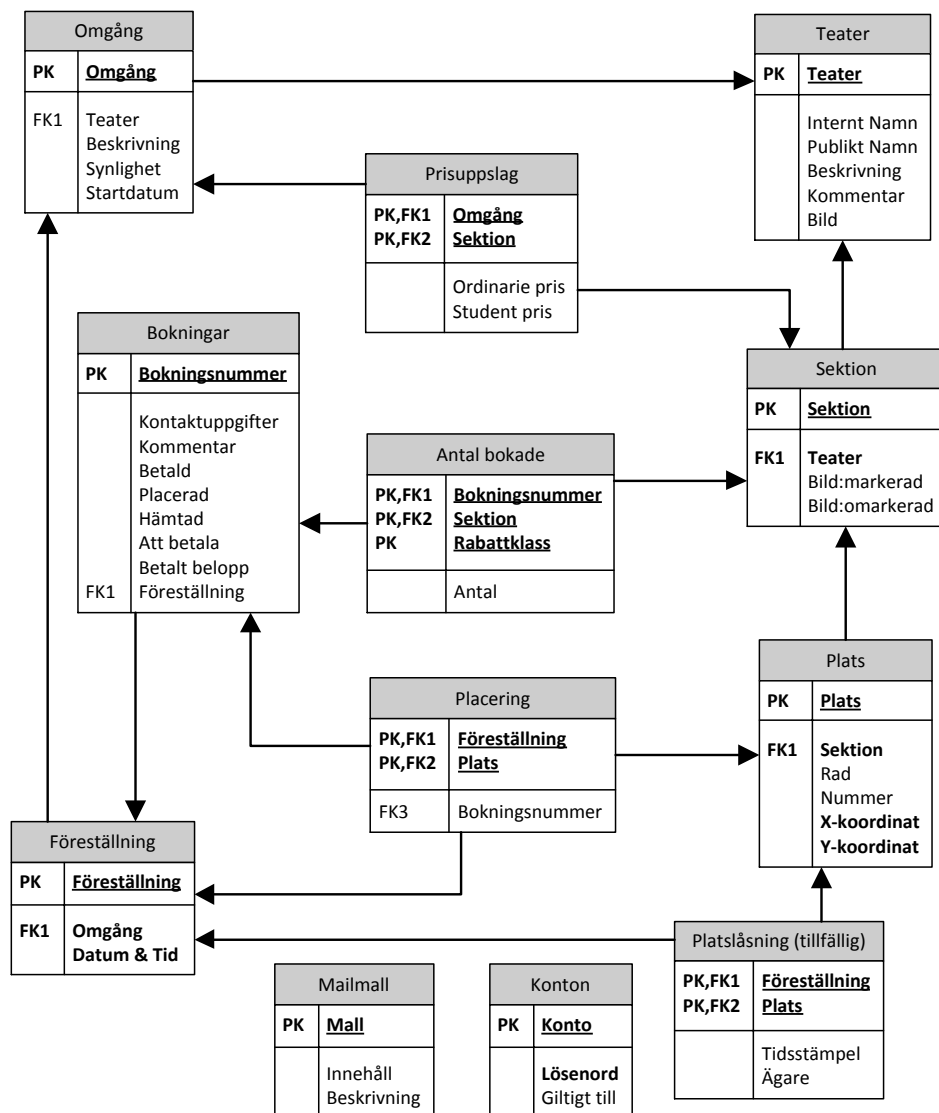 Omgång
PK Omgång
FK1 Teater
Beskrivning
Synlighet
Startdatum
Teater
PK Teater
Internt Namn
Publikt Namn
Beskrivning
Kommentar
Bild
Prisuppslag
PK,FK1 Omgång
PK,FK2 Sektion
Ordinarie pris
Student pris
Bokningar
PK Bokningsnummer
Kontaktuppgifter
Kommentar
Betald
Placerad
Hämtad
Att betala
Betalt belopp
FK1 Föreställning
Sektion
PK Sektion
FK1 Teater
Bild:markerad
Bild:omarkerad
Antal bokade
PK,FK1 Bokningsnummer
PK,FK2 Sektion
PK Rabattklass
Antal
Plats
PK Plats
FK1 Sektion
Rad
Nummer
X-koordinat
Y-koordinat
Placering
PK,FK1 Föreställning
PK,FK2 Plats
FK3 Bokningsnummer
Föreställning
PK Föreställning
FK1 Omgång
Datum & Tid
Platslåsning (tillfällig)
PK,FK1 Föreställning
PK,FK2 Plats
Tidsstämpel
Ägare
Mailmall
PK Mall
Innehåll
Beskrivning
Konton
PK Konto
Lösenord
Giltigt till